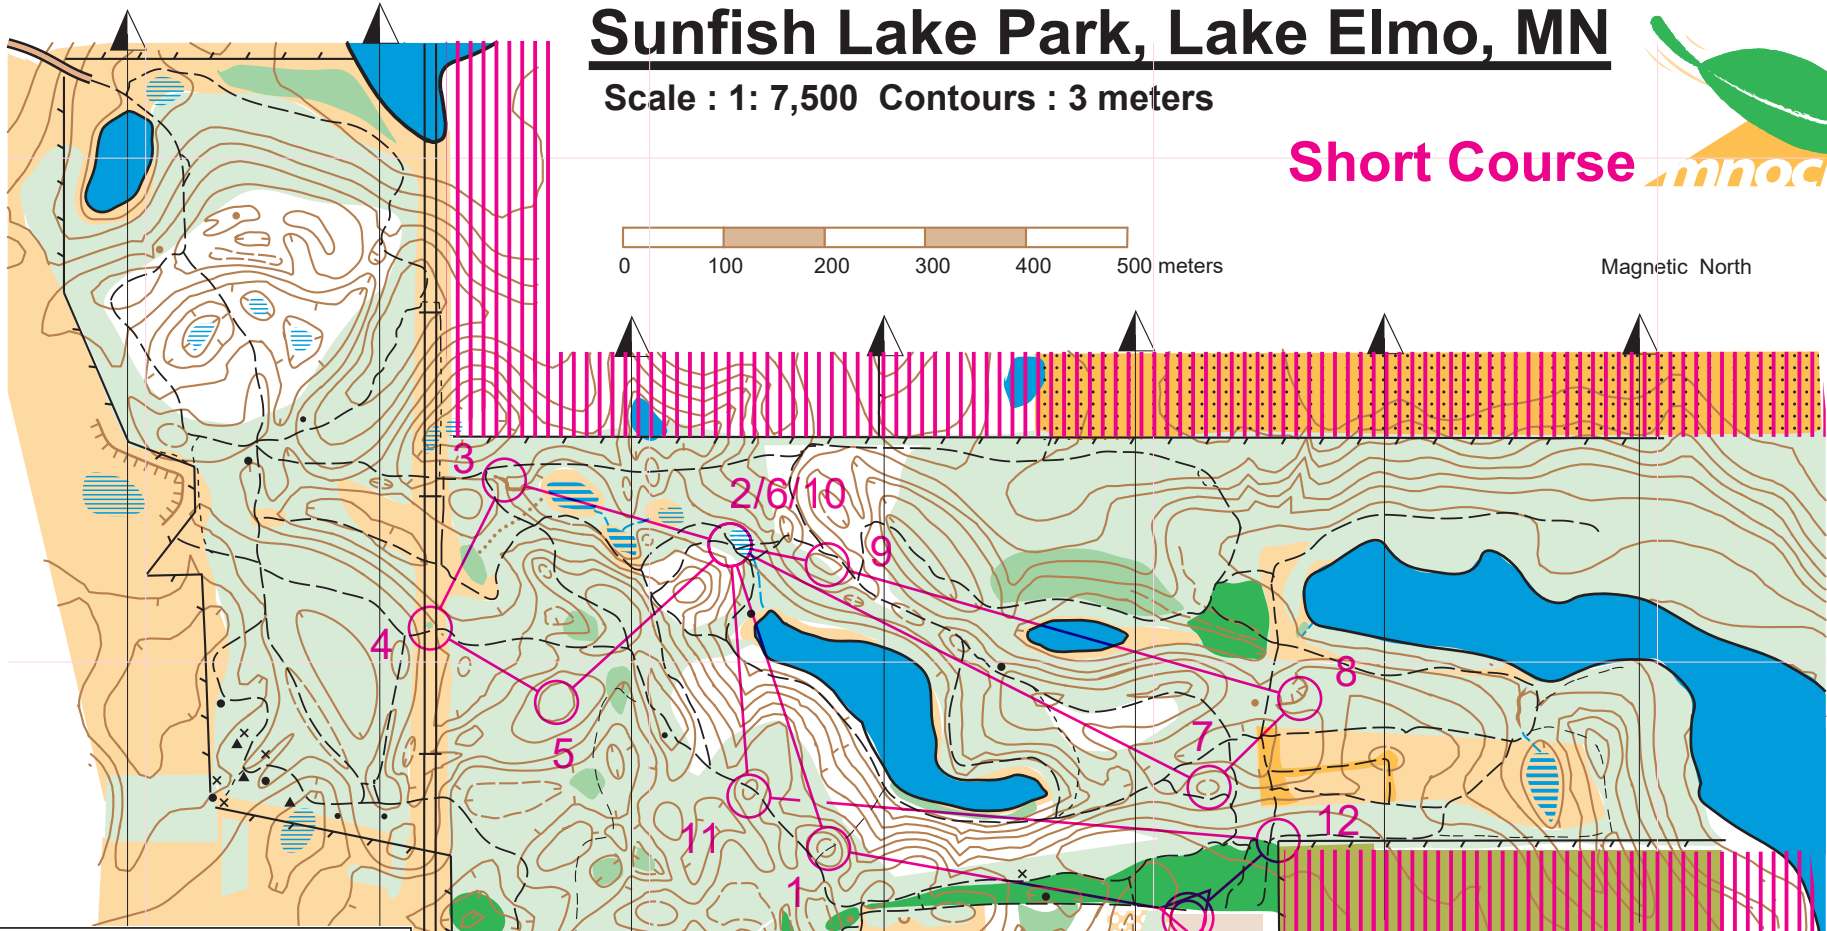 Sunfish Lake Park, Lake Elmo, MN
Scale : 1: 7,500 Contours : 3 meters
Short Course
mnoc
0 100 200 300 400 500 meters
Magnetic North
3
2/6/10
9
4
8
7
5
12
11
1